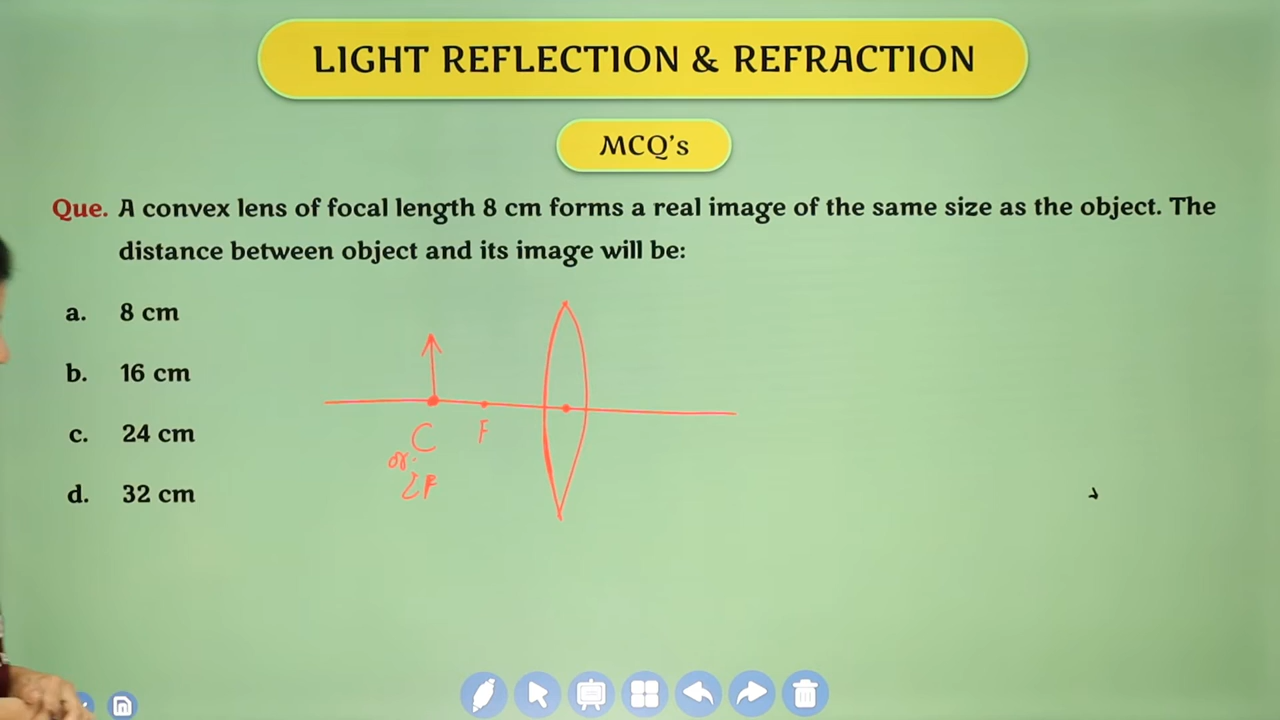 LIGHT REFLECTION & REFRACTION
MCQ's
Que. A convex lens of focal length 8 cm forms a real image of the same size as the object. The
distance between object and its image will be:
a. 8 cm
b. 16 cm
c. 24 cm
d. 32 cm
C F
or
2F